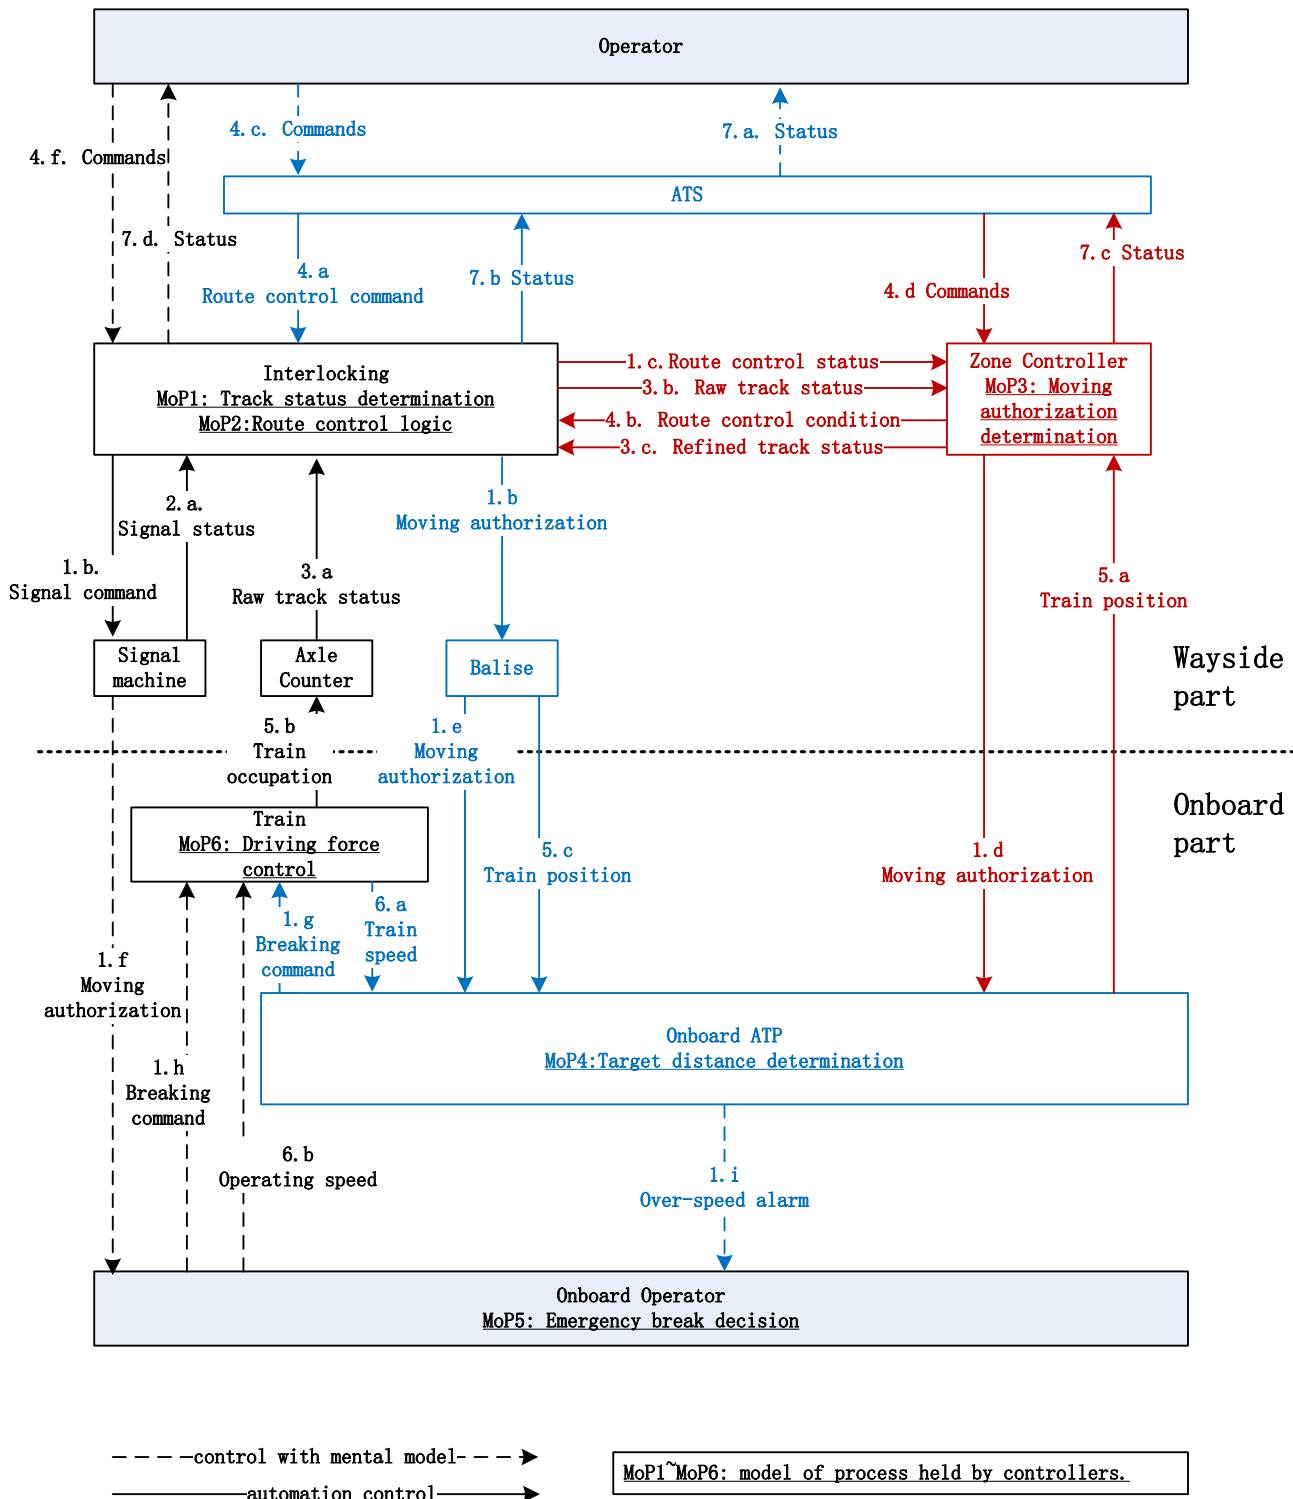 Operator
4.c. Commands
7.a. Status
4.f. Commands
ATS
7.d. Status
7.c Status
4.a
Route control command
7.b Status
4.d Commands
Interlocking
MoP1: Track status determination
MoP2:Route control logic
1.c.Route control status
3.b. Raw track status
4.b. Route control condition
3.c. Refined track status
Zone Controller
MoP3: Moving
authorization
determination
2.a.
Signal status
1.b
Moving authorization
1.b.
Signal command
3.a
Raw track status
5.a
Train position
Signal
machine
Axle
Counter
Balise
Wayside
part
5.b
Train
occupation
1.e
Moving
authorization
Onboard
part
Train
MoP6: Driving force
control
5.c
Train position
1.d
Moving authorization
1.g
Breaking
command
6.a
Train
speed
1.f
Moving
authorization
Onboard ATP
MoP4:Target distance determination
1.h
Breaking
command
6.b
Operating speed
1.i
Over-speed alarm
Onboard Operator
MoP5: Emergency break decision
control with mental model
MoP1~MoP6: model of process held by controllers.
automation control